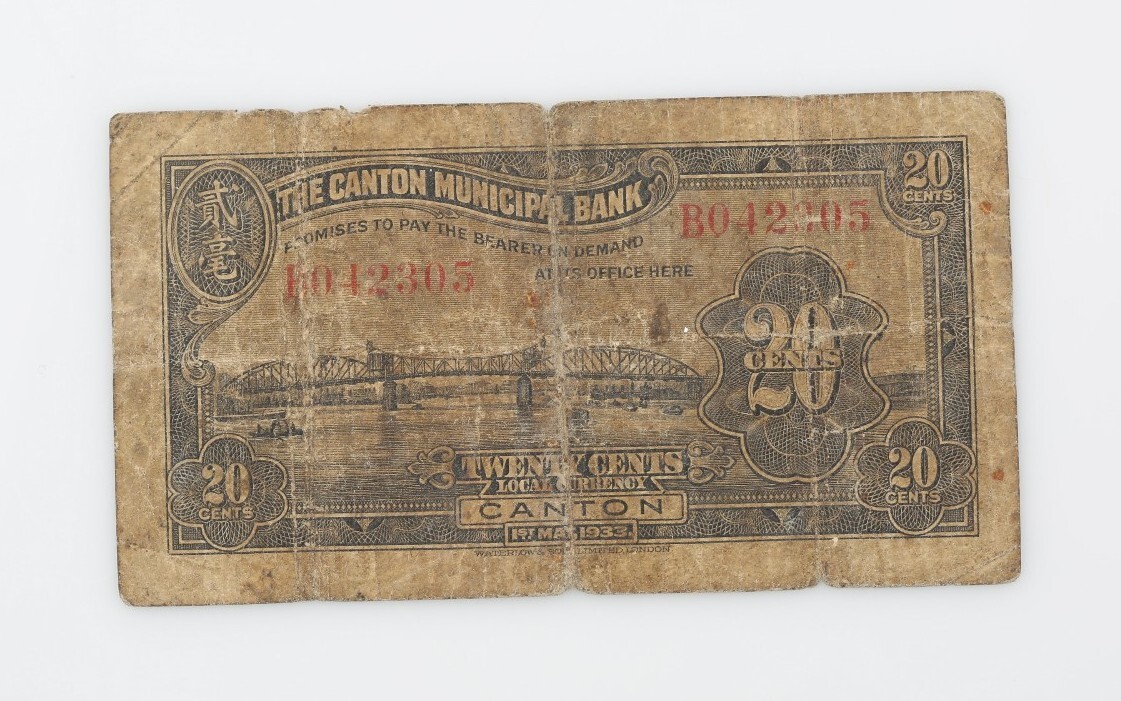 20
CENTS
貳毫
THE CANTON MUNICIPAL BANK
PROMISES TO PAY THE BEARER ON DEMAND
AT ITS OFFICE HERE
B042305
B042305
20
CENTS
TWENTY CENTS
LOCAL CURRENCY
CANTON
1ST MAY 1933
20
CENTS
20
CENTS
WATERLOW & SONS LIMITED, LONDON